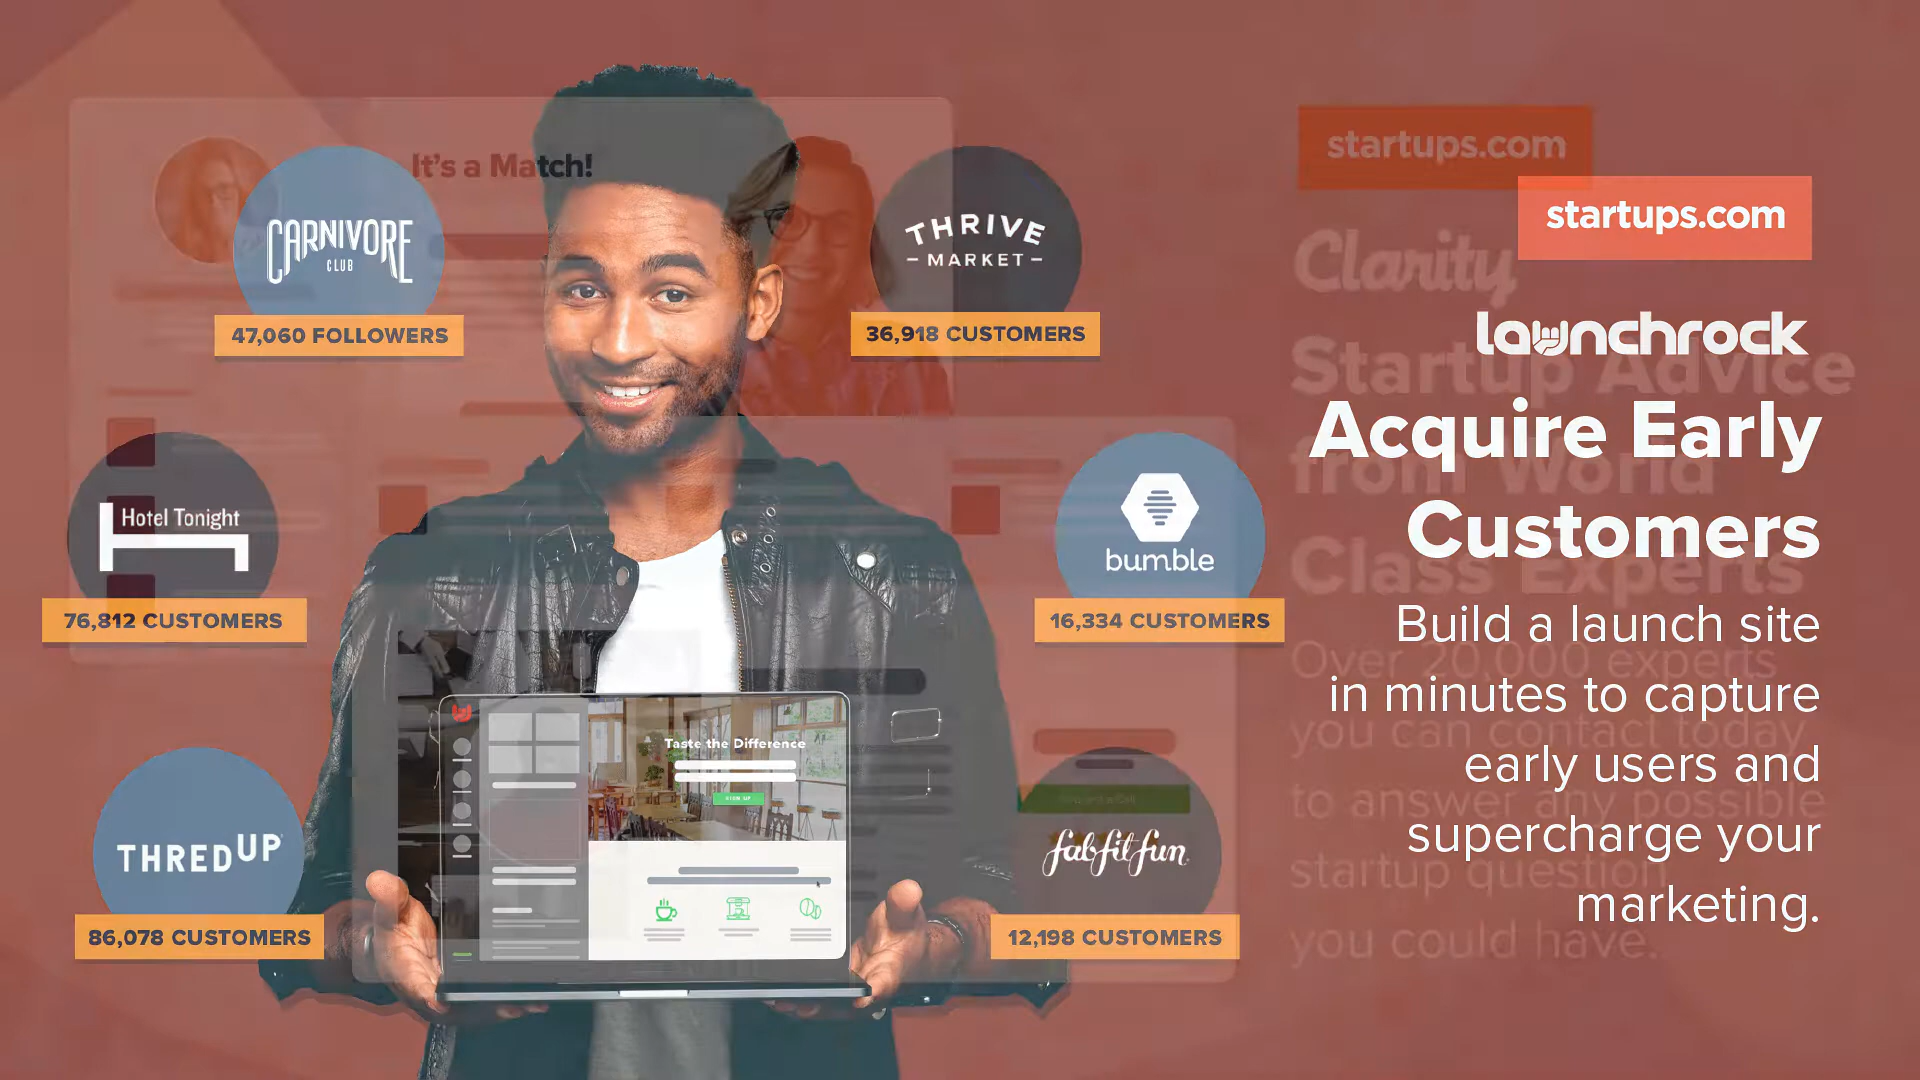 It's a Match!
CARNIVORE
CLUB
47,060 FOLLOWERS
THRIVE
MARKET
36,918 CUSTOMERS
Hotel Tonight
76,812 CUSTOMERS
bumble
16,334 CUSTOMERS
THREDUP
86,078 CUSTOMERS
fabfitfun
12,198 CUSTOMERS
Taste the Difference
SIGN UP
startups.com
Clarity
Startup Advice
from World
Class Experts
Over 20,000 experts
you can contact today
to answer any possible
startup question
you could have.
startups.com
launchrock
Acquire Early
Customers
Build a launch site
in minutes to capture
early users and
supercharge your
marketing.